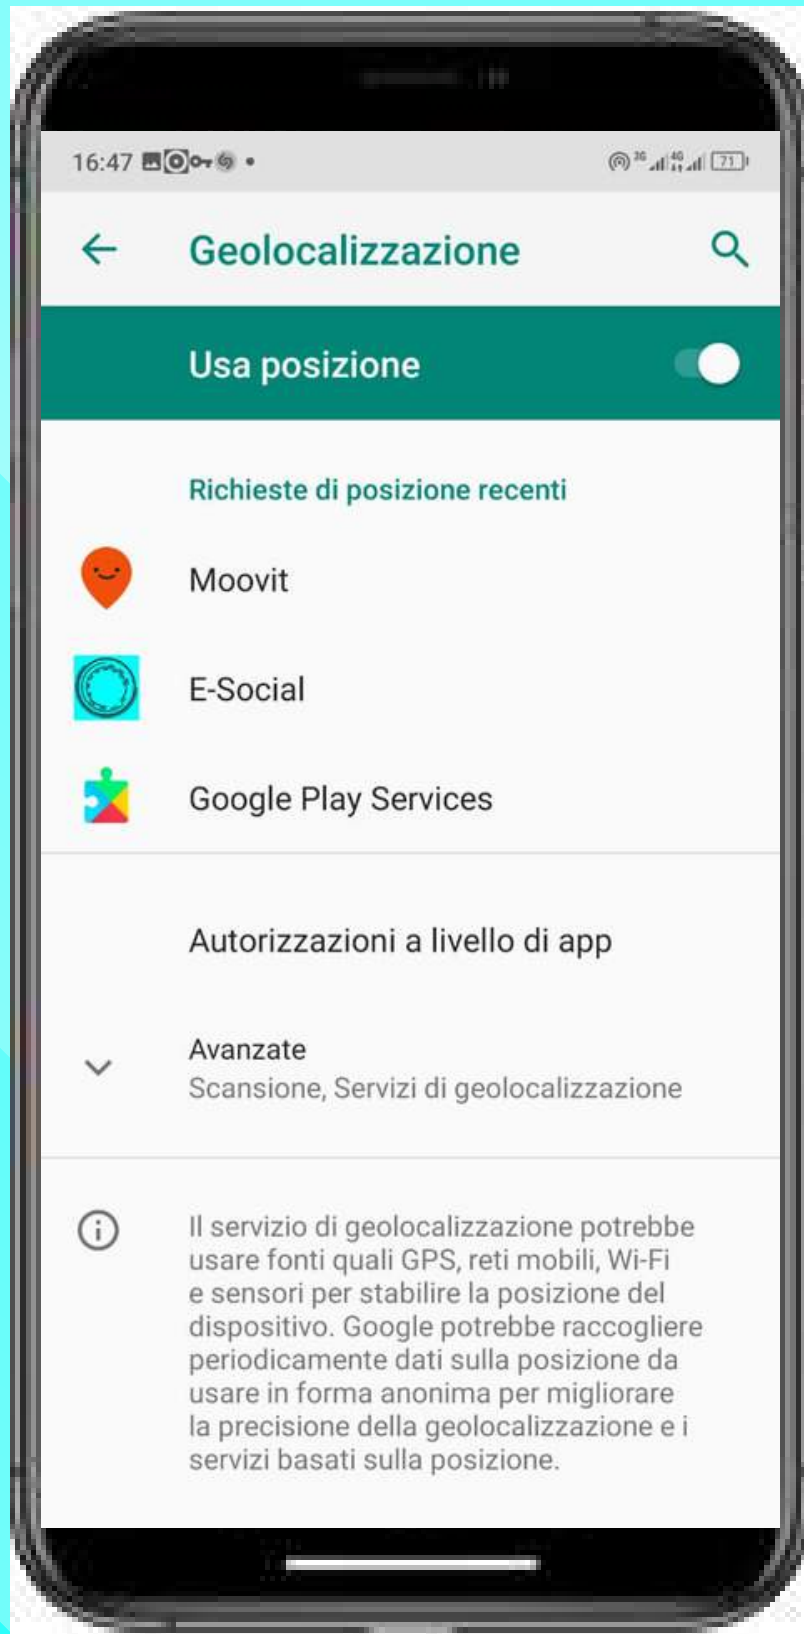 16:47
3G 4G 71
Geolocalizzazione
Usa posizione
Richieste di posizione recenti
Moovit
E-Social
Google Play Services
Autorizzazioni a livello di app
Avanzate
Scansione, Servizi di geolocalizzazione
Il servizio di geolocalizzazione potrebbe
usare fonti quali GPS, reti mobili, Wi-Fi
e sensori per stabilire la posizione del
dispositivo. Google potrebbe raccogliere
periodicamente dati sulla posizione da
usare in forma anonima per migliorare
la precisione della geolocalizzazione e i
servizi basati sulla posizione.